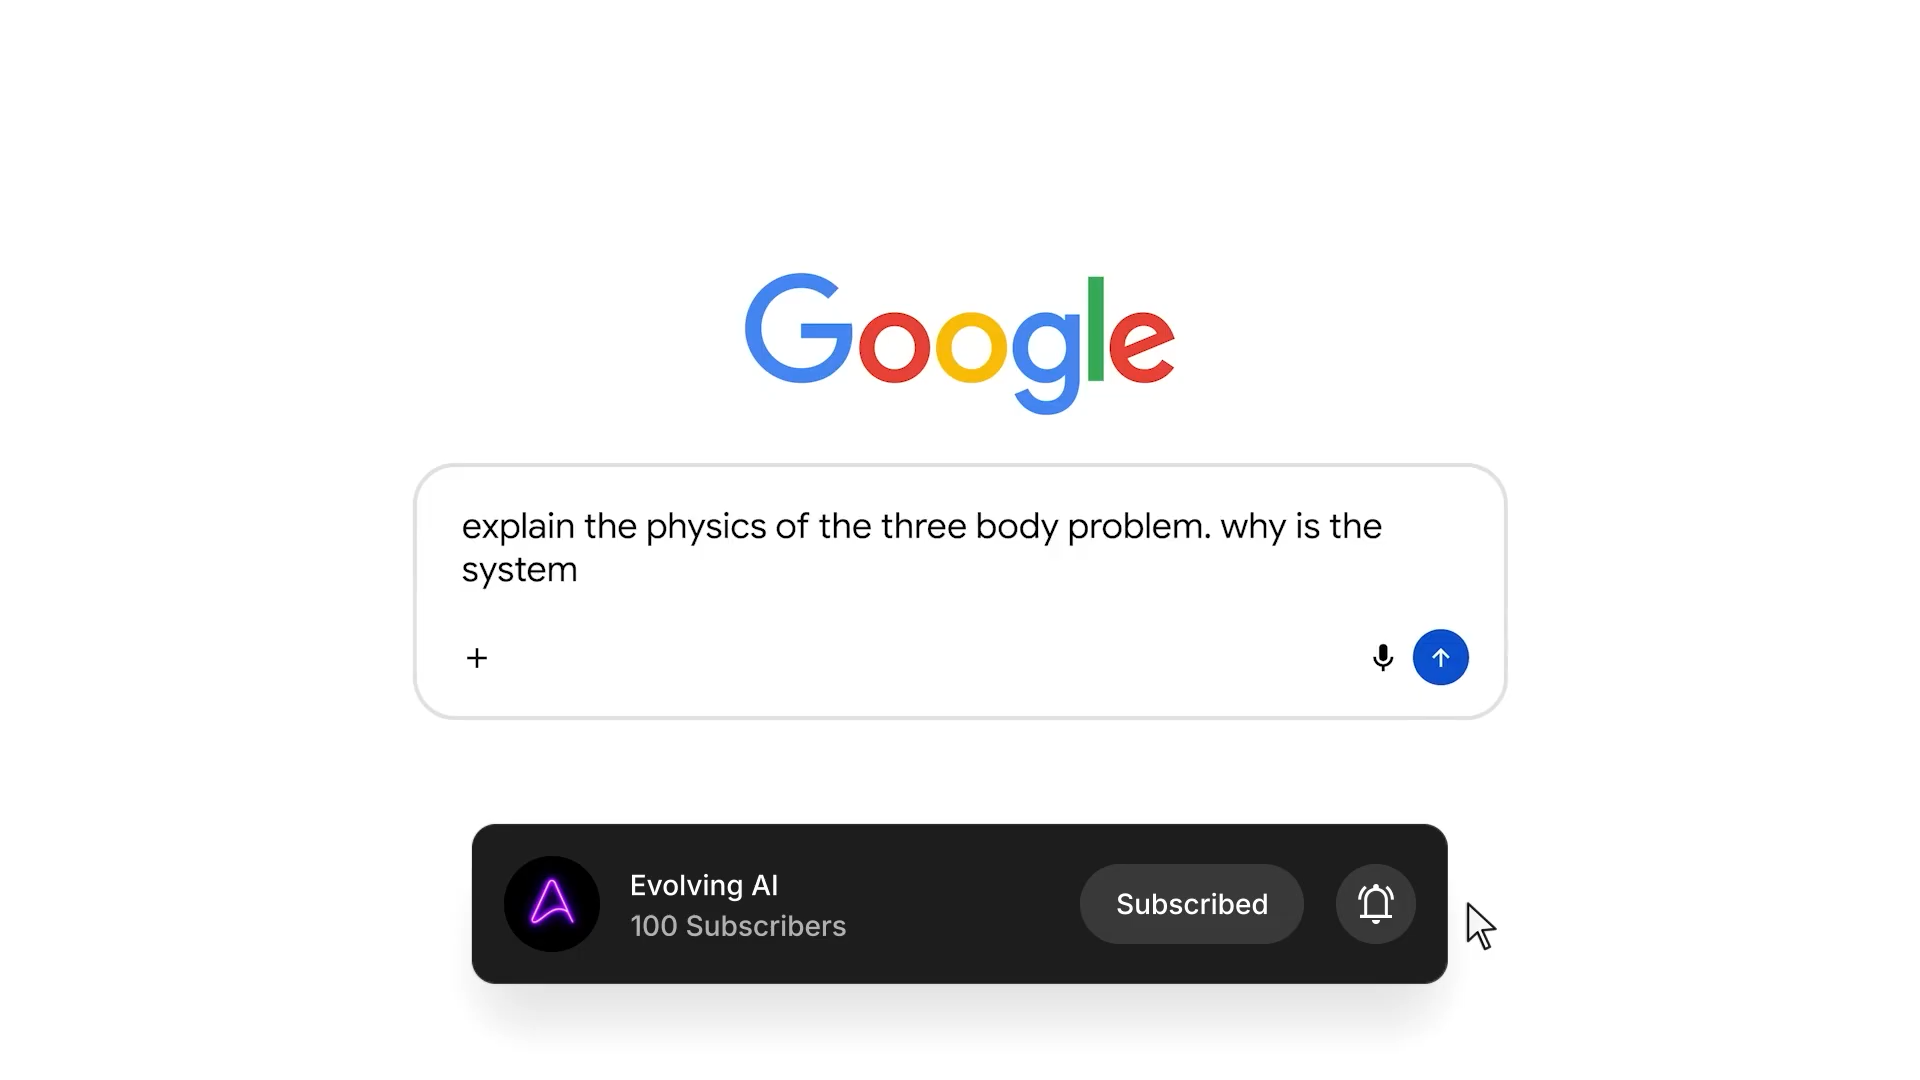 Google
explain the physics of the three body problem. why is the
system
Evolving AI
100 Subscribers
Subscribed